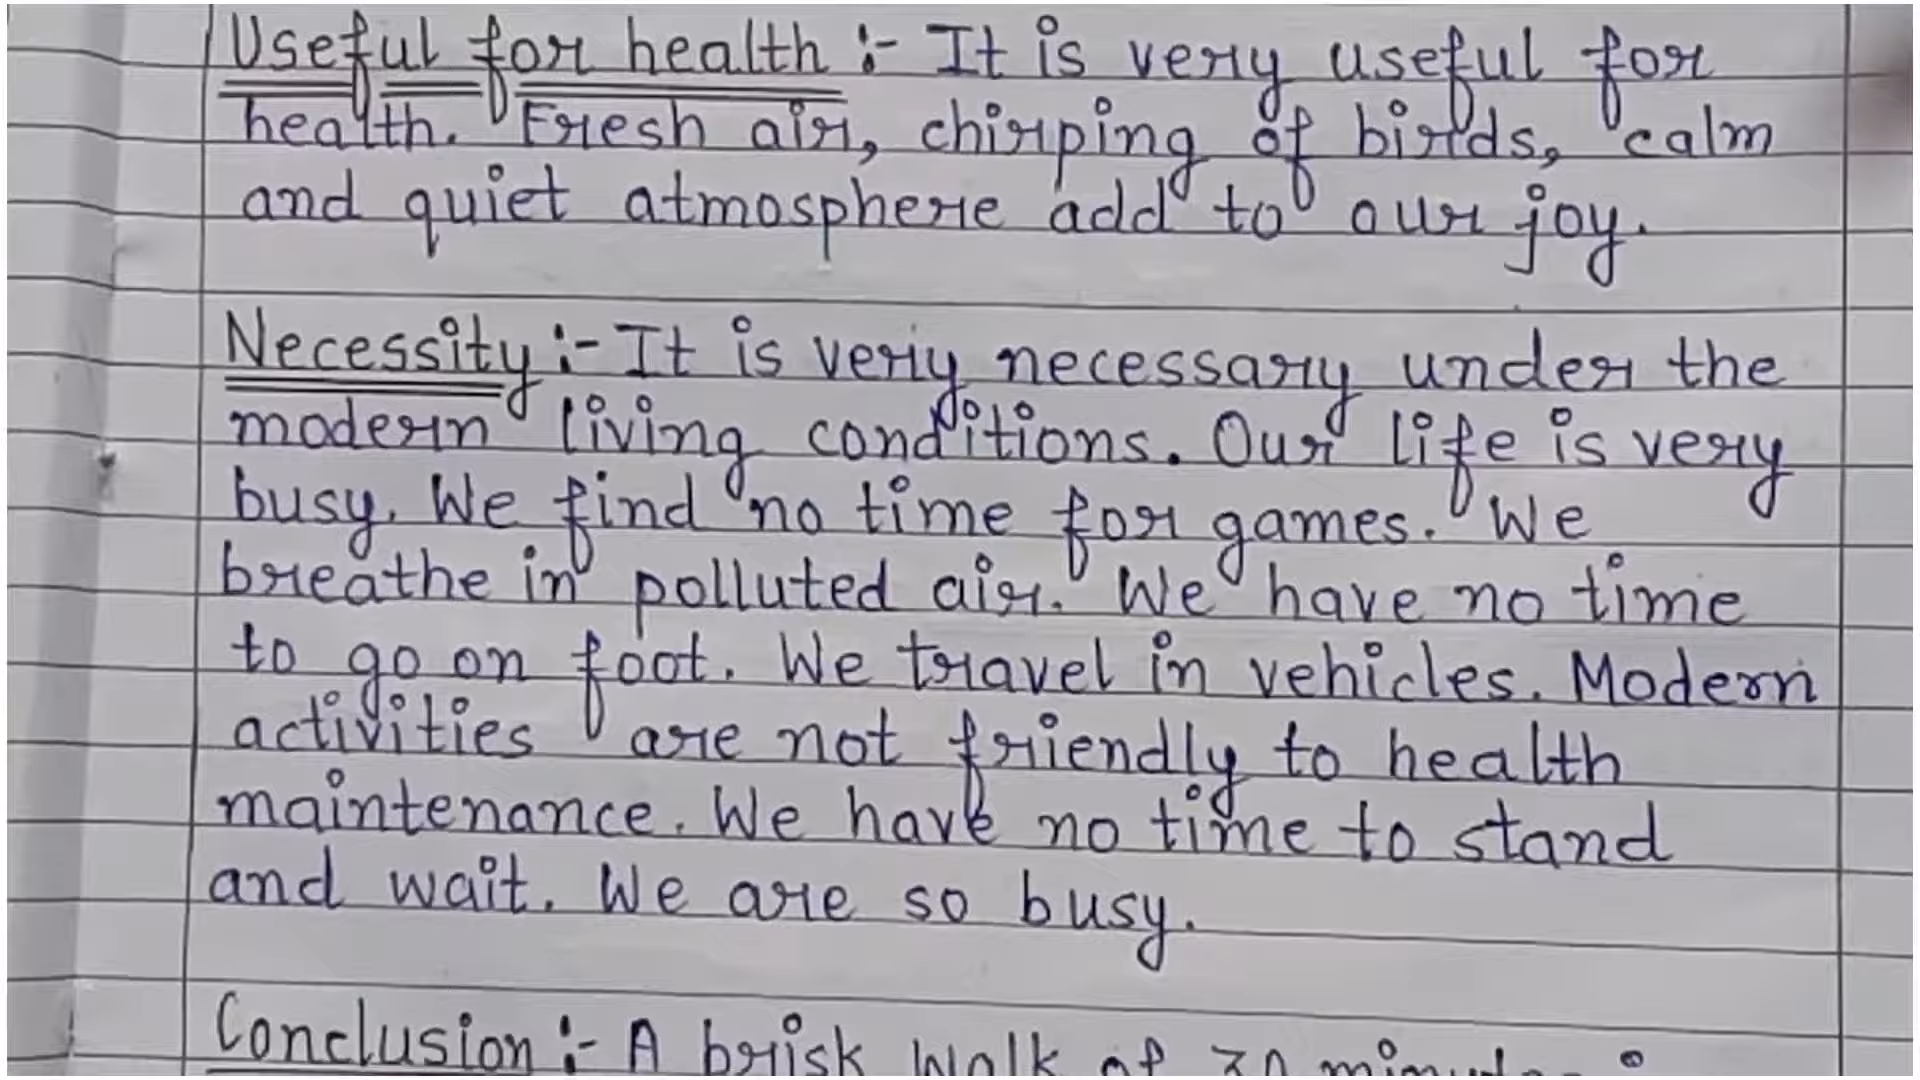 Useful for health :- It is very useful for
health. Fresh air, chirping of birds, calm
and quiet atmosphere add to our joy.
Necessity :- It is very necessary under the
modern living conditions. Our life is very
busy. We find no time for games. We
breathe in polluted air. We have no time
to go on foot. We travel in vehicles. Modern
activities are not friendly to health
maintenance. We have no time to stand
and wait. We are so busy.
Conclusion :- A brisk walk of 30 minutes